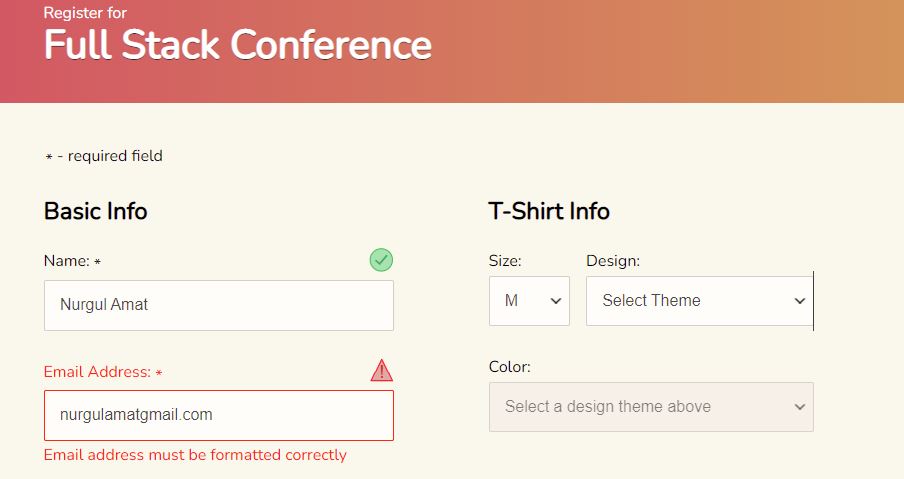 Register for
Full Stack Conference
* - required field
Basic Info
Name: *
Nurgul Amat
Email Address: *
nurgulamatgmail.com
Email address must be formatted correctly
T-Shirt Info
Size:
M
Design:
Select Theme
Color:
Select a design theme above